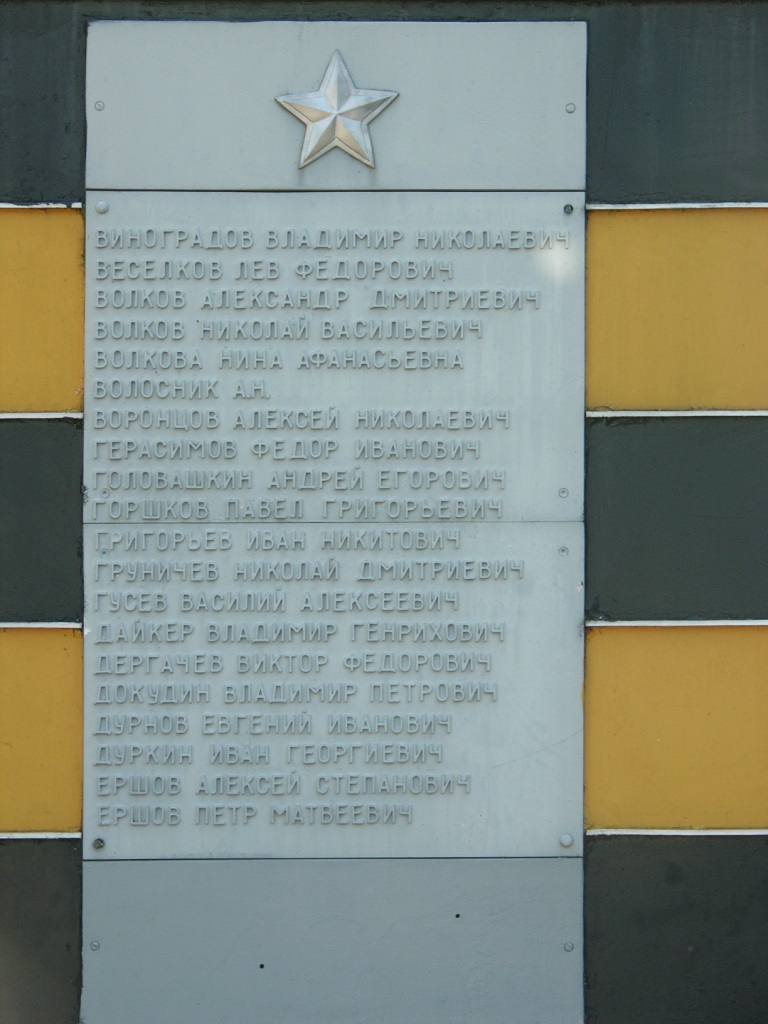 ВИНОГРАДОВ ВЛАДИМИР НИКОЛАЕВИЧ
ВЕСЕЛКОВ ЛЕВ ФЕДОРОВИЧ
ВОЛКОВ АЛЕКСАНДР ДМИТРИЕВИЧ
ВОЛКОВ НИКОЛАЙ ВАСИЛЬЕВИЧ
ВОЛКОВА НИНА АФАНАСЬЕВНА
ВОЛОСНИК А.Н.
ВОРОНЦОВ АЛЕКСЕЙ НИКОЛАЕВИЧ
ГЕРАСИМОВ ФЕДОР ИВАНОВИЧ
ГОЛОВАШКИН АНДРЕЙ ЕГОРОВИЧ
ГОРШКОВ ПАВЕЛ ГРИГОРЬЕВИЧ
ГРИГОРЬЕВ ИВАН НИКИТОВИЧ
ГРУНИЧЕВ НИКОЛАЙ ДМИТРИЕВИЧ
ГУСЕВ ВАСИЛИЙ АЛЕКСЕЕВИЧ
ДАЙКЕР ВЛАДИМИР ГЕНРИХОВИЧ
ДЕРГАЧЕВ ВИКТОР ФЕДОРОВИЧ
ДОКУДИН ВЛАДИМИР ПЕТРОВИЧ
ДУРНОВ ЕВГЕНИЙ ИВАНОВИЧ
ДУРКИН ИВАН ГЕОРГИЕВИЧ
ЕРШОВ АЛЕКСЕЙ СТЕПАНОВИЧ
ЕРШОВ ПЕТР МАТВЕЕВИЧ